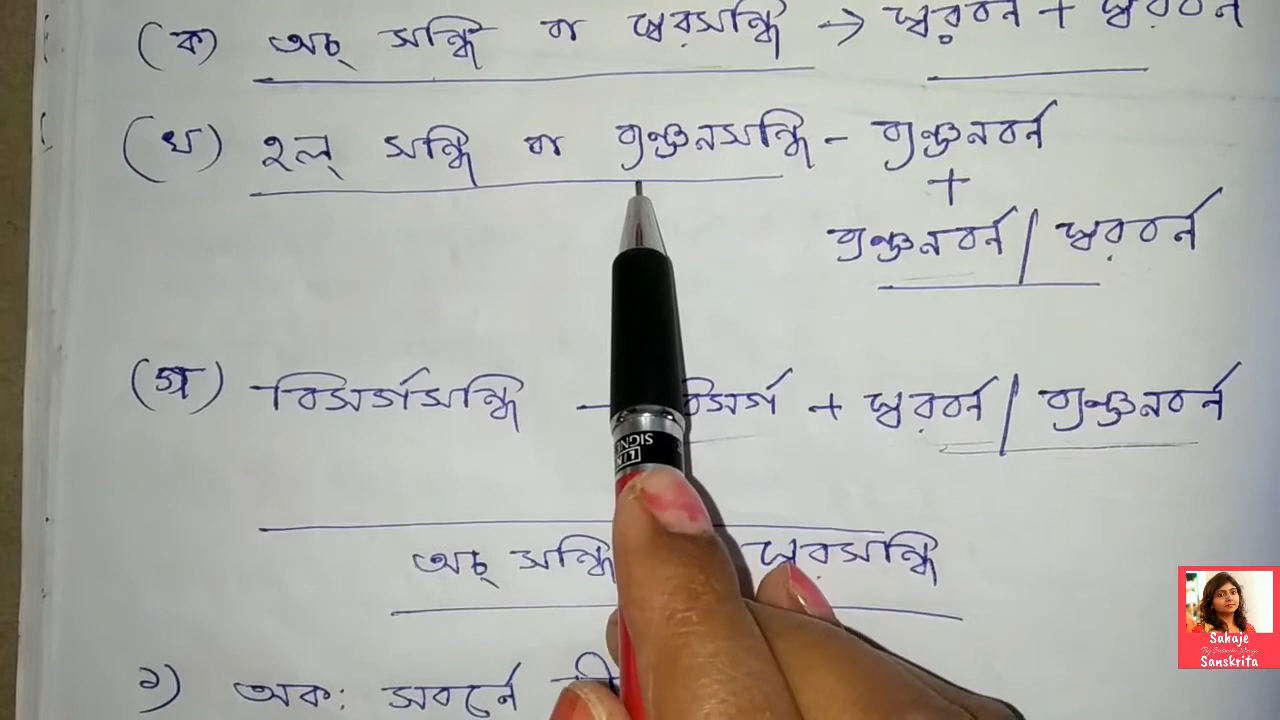 (ক) অচ্ সন্ধি বা স্বরসন্ধি → স্বরবর্ন + স্বরবর্ন
(খ) হল্ সন্ধি বা ব্যঞ্জনসন্ধি - ব্যঞ্জনবর্ন
+
ব্যঞ্জনবর্ন / স্বরবর্ন
(গ) বিসর্গসন্ধি - বিসর্গ + স্বরবর্ন / ব্যঞ্জনবর্ন
অচ্ সন্ধি স্বরসন্ধি
১) অকঃ সবর্নে
Sahaje
Sanskrita